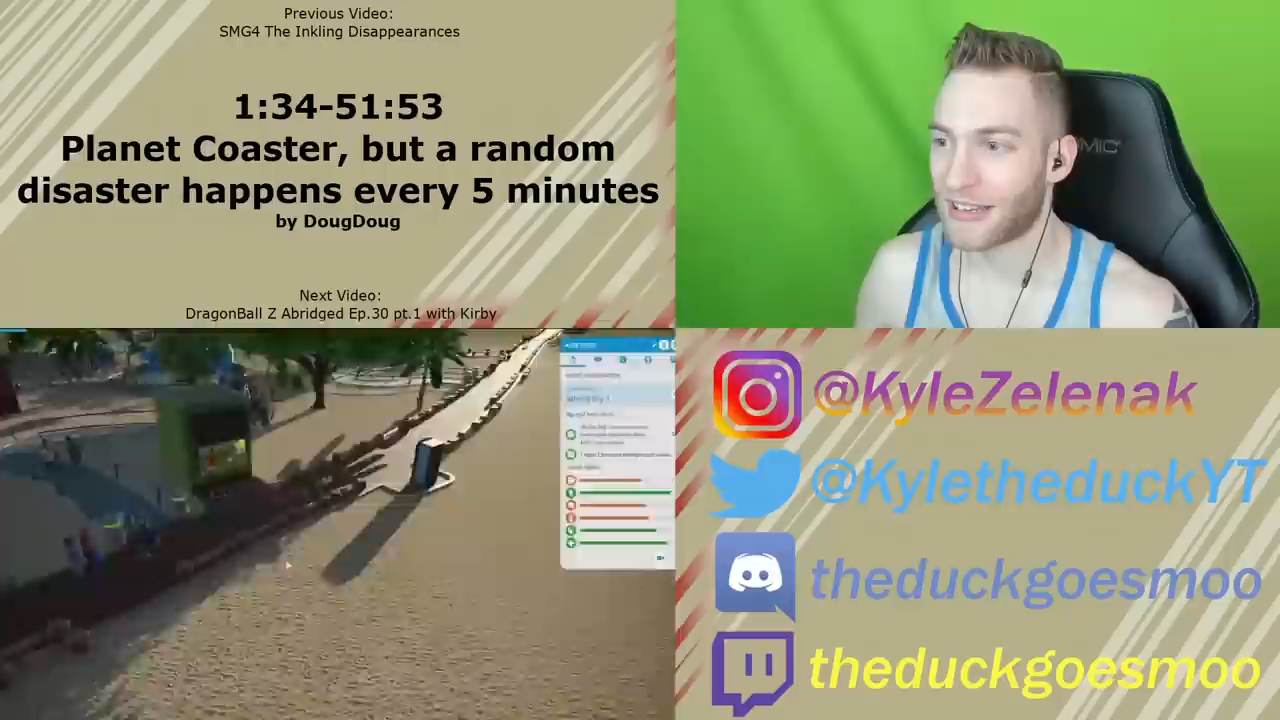 Previous Video:
SMG4 The Inkling Disappearances
1:34-51:53
Planet Coaster, but a random
disaster happens every 5 minutes
by DougDoug
Next Video:
DragonBall Z Abridged Ep.30 pt.1 with Kirby
@KyleZelenak
@KyletheduckYT
theduckgoesmoo
theduckgoesmoo